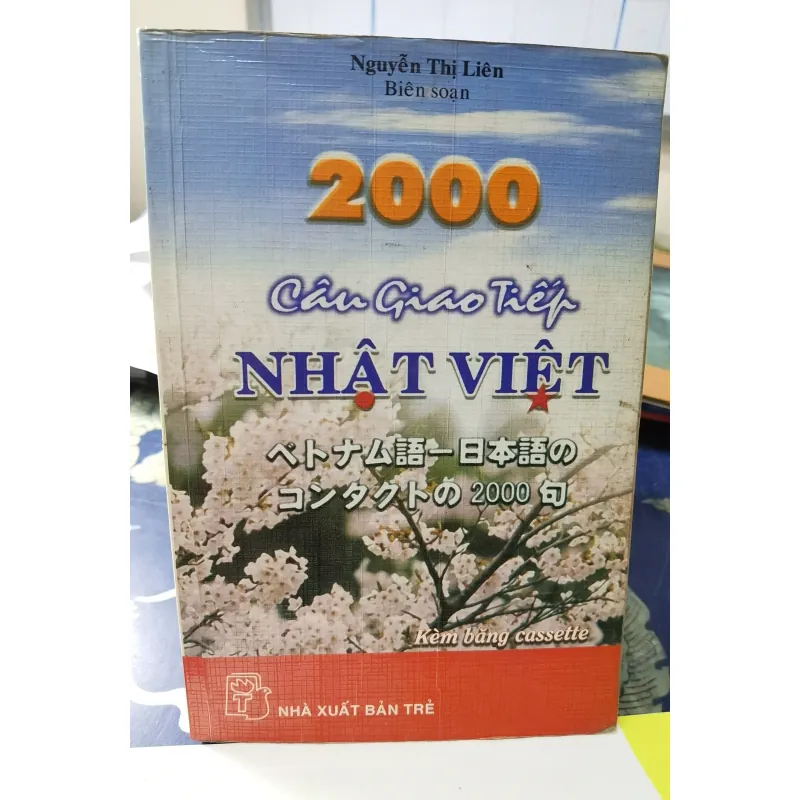 Nguyễn Thị Liên
Biên soạn
2000
Câu Giao Tiếp
NHẬT VIỆT
ベトナム語ー日本語の
コンタクトの 2000 句
Kèm băng cassette
T
NHÀ XUẤT BẢN TRẺ